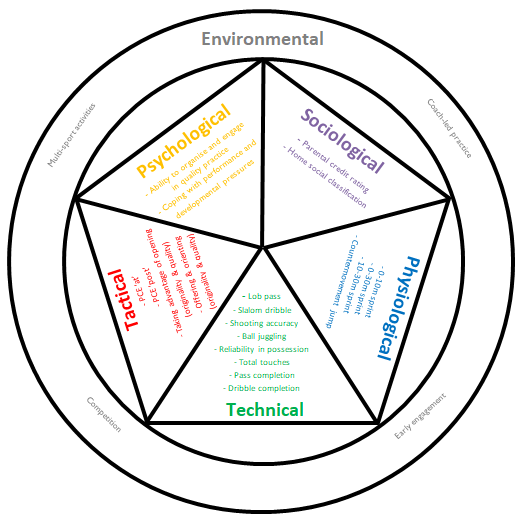 Environmental
Multi-sport activities
Coach-led practice
Psychological
- Ability to organise and engage
in quality practice
- Coping with performance and
developmental pressures
Sociological
- Parental credit rating
- Home social classification
Tactical
- PCE 'at'
- PCE 'post'
- Taking advantage of opening
(originality & quality)
- Offering & orienting
(originality & quality)
Physiological
- 0-10m sprint
- 0-30m sprint
- 10-30m sprint
- Countermovement jump
- Lob pass
- Slalom dribble
- Shooting accuracy
- Ball juggling
- Reliability in possession
- Total touches
- Pass completion
- Dribble completion
Technical
Competition
Early engagement